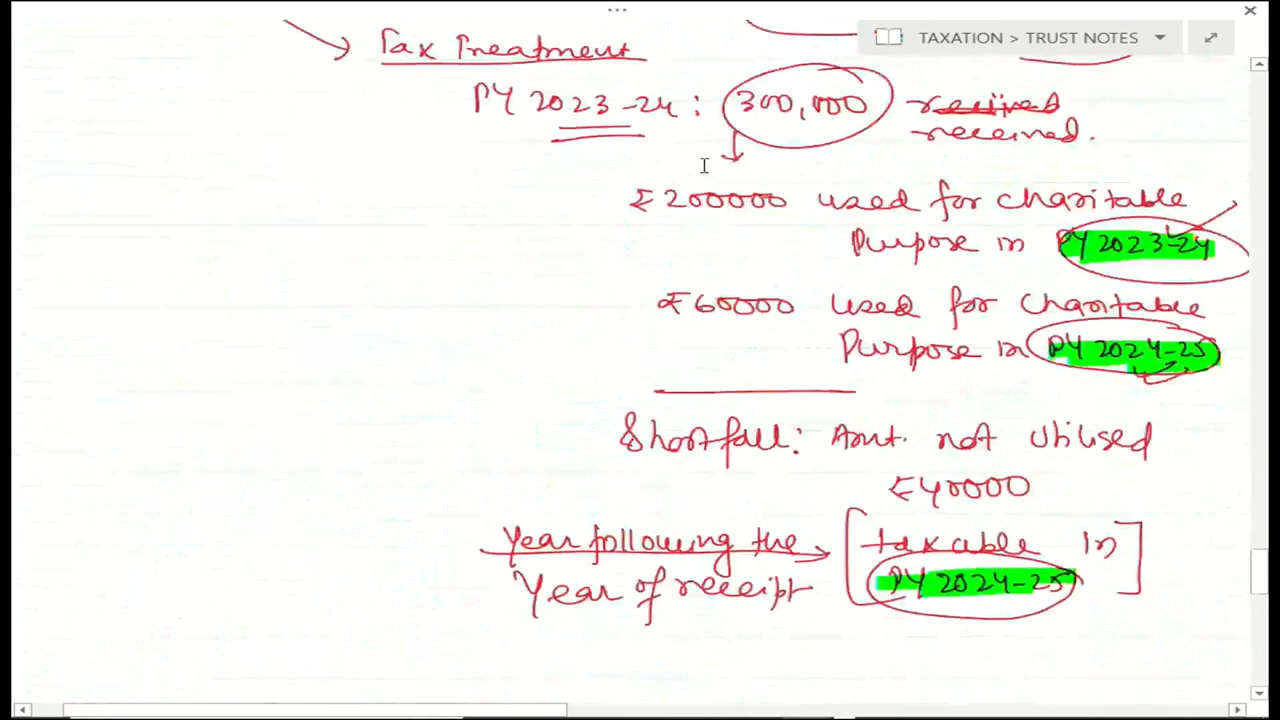 TAXATION > TRUST NOTES
Tax Treatment
PY 2023-24 : 300,000 received
received.
₹200000 used for charitable
Purpose in PY 2023-24
₹60000 used for charitable
Purpose in PY 2024-25
Shortfall: Amt. not utilised
₹40000
Year following the taxable in
Year of receipt PY 2024-25